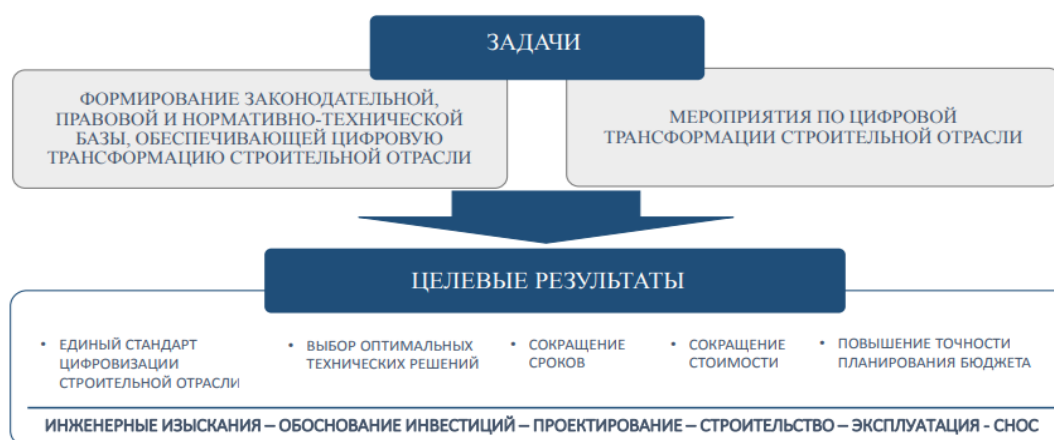 ЗАДАЧИ
ФОРМИРОВАНИЕ ЗАКОНОДАТЕЛЬНОЙ,
ПРАВОВОЙ И НОРМАТИВНО-ТЕХНИЧЕСКОЙ
БАЗЫ, ОБЕСПЕЧИВАЮЩЕЙ ЦИФРОВУЮ
ТРАНСФОРМАЦИЮ СТРОИТЕЛЬНОЙ ОТРАСЛИ
МЕРОПРИЯТИЯ ПО ЦИФРОВОЙ
ТРАНСФОРМАЦИИ СТРОИТЕЛЬНОЙ ОТРАСЛИ
ЦЕЛЕВЫЕ РЕЗУЛЬТАТЫ
• ЕДИНЫЙ СТАНДАРТ
ЦИФРОВИЗАЦИИ
СТРОИТЕЛЬНОЙ ОТРАСЛИ
• ВЫБОР ОПТИМАЛЬНЫХ
ТЕХНИЧЕСКИХ РЕШЕНИЙ
• СОКРАЩЕНИЕ
СРОКОВ
• СОКРАЩЕНИЕ
СТОИМОСТИ
• ПОВЫШЕНИЕ ТОЧНОСТИ
ПЛАНИРОВАНИЯ БЮДЖЕТА
ИНЖЕНЕРНЫЕ ИЗЫСКАНИЯ – ОБОСНОВАНИЕ ИНВЕСТИЦИЙ – ПРОЕКТИРОВАНИЕ – СТРОИТЕЛЬСТВО – ЭКСПЛУАТАЦИЯ - СНОС